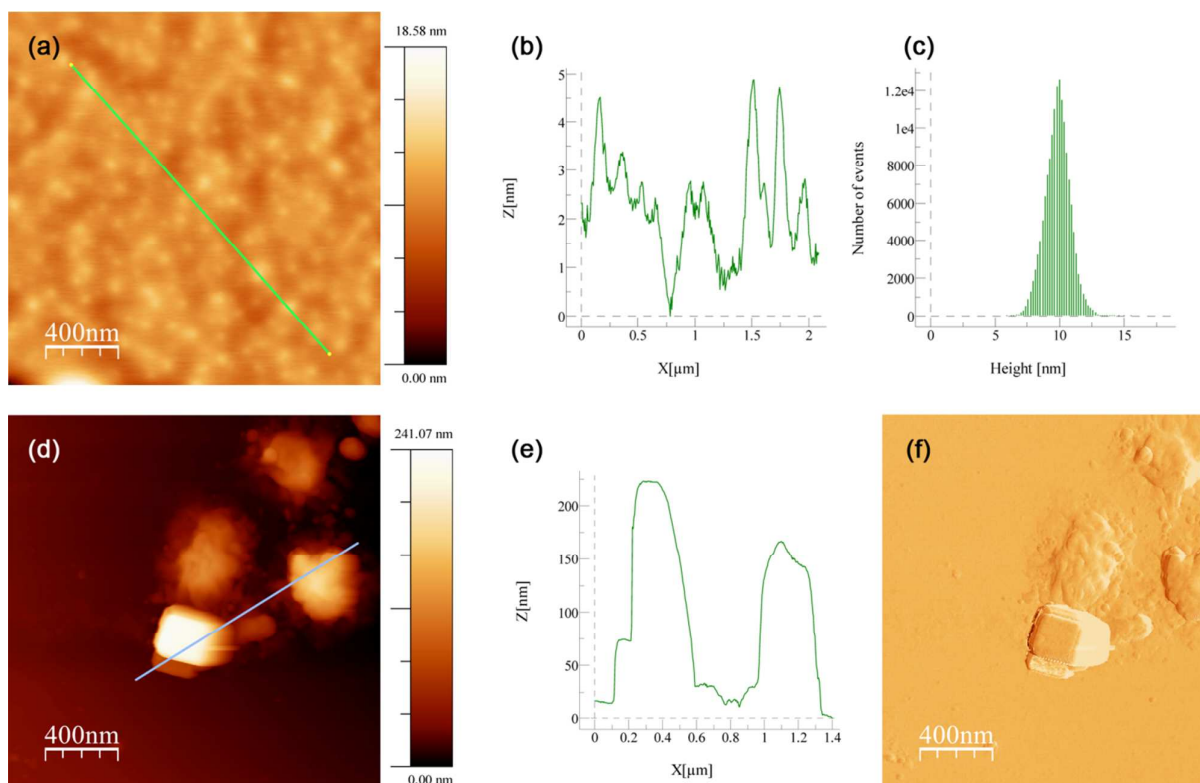 (a)
18.58 nm
0.00 nm
400nm
(b)
Z[nm]
5
4
3
2
1
0
0 0.5 1 1.5 2
X[µm]
(c)
Number of events
1.2e4
1e4
8000
6000
4000
2000
0
0 5 10 15
Height [nm]
(d)
241.07 nm
0.00 nm
400nm
(e)
Z[nm]
200
150
100
50
0
0 0.2 0.4 0.6 0.8 1 1.2 1.4
X[µm]
(f)
400nm